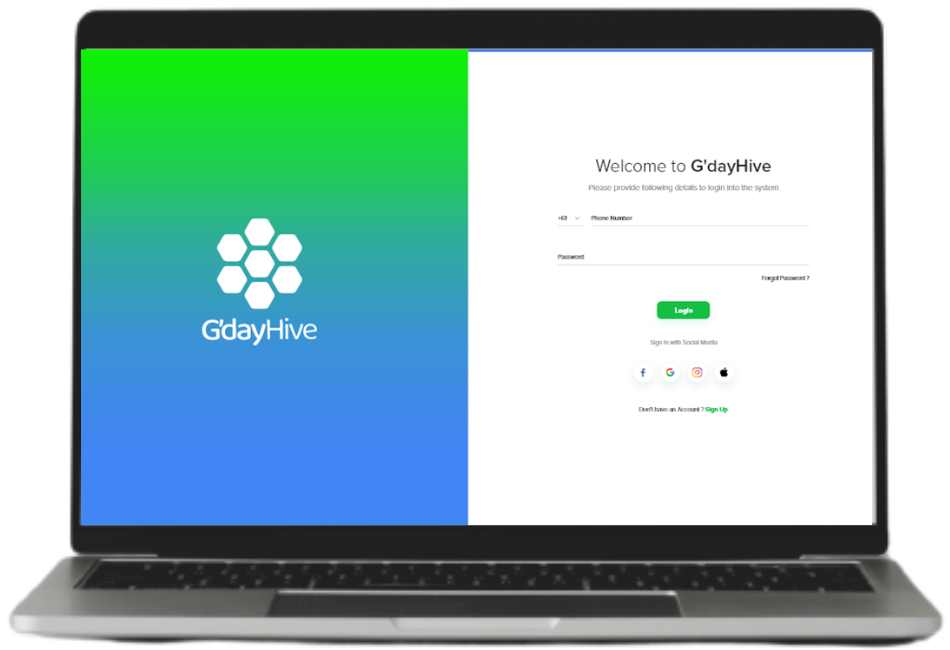 G'dayHive
Welcome to G'dayHive
Please provide following details to login into the system
+61 Phone Number
Password
Forgot Password ?
Login
Sign in with Social Media
Don't have an Account ? Sign Up